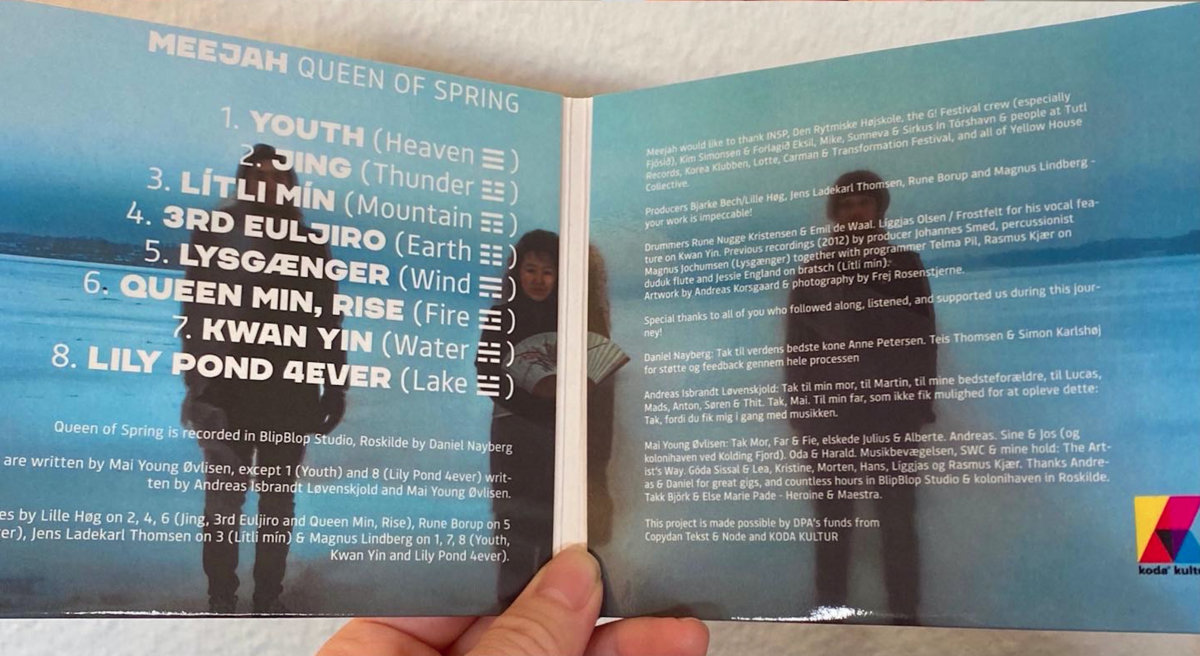 MEEJAH QUEEN OF SPRING
1. YOUTH (Heaven ☰)
2. JING (Thunder ☳)
3. LÍTLI MÍN (Mountain ☶)
4. 3RD EULJIRO (Earth ☷)
5. LYSGÆNGER (Wind ☴)
6. QUEEN MIN, RISE (Fire ☲)
7. KWAN YIN (Water ☵)
8. LILY POND 4EVER (Lake ☱)
Queen of Spring is recorded in BlipBlop Studio, Roskilde by Daniel Nayberg
are written by Mai Young Øvlisen, except 1 (Youth) and 8 (Lily Pond 4ever) writ-
ten by Andreas Isbrandt Løvenskjold and Mai Young Øvlisen.
es by Lille Høg on 2, 4, 6 (Jing, 3rd Euljiro and Queen Min, Rise), Rune Borup on 5
er), Jens Ladekarl Thomsen on 3 (Lítli mín) & Magnus Lindberg on 1, 7, 8 (Youth,
Kwan Yin and Lily Pond 4ever).
Meejah would like to thank INSP, Den Rytmiske Højskole, the G! Festival crew (especially
Fjósið), Kim Simonsen & Forlagið Eksil, Mike, Sunneva & Sirkus in Tórshavn & people at Tutl
Records, Korea Klubben, Lotte, Carman & Transformation Festival, and all of Yellow House
Collective.
Producers Bjarke Bech/Lille Høg, Jens Ladekarl Thomsen, Rune Borup and Magnus Lindberg -
your work is impeccable!
Drummers Rune Nugge Kristensen & Emil de Waal. Líggjas Olsen / Frostfelt for his vocal fea-
ture on Kwan Yin. Previous recordings (2012) by producer Johannes Smed, percussionist
Magnus Jochumsen (Lysgænger) together with programmer Telma Pil, Rasmus Kjær on
duduk flute and Jessie England on bratsch (Lítli mín).
Artwork by Andreas Korsgaard & photography by Frej Rosenstjerne.
Special thanks to all of you who followed along, listened, and supported us during this jour-
ney!
Daniel Nayberg: Tak til verdens bedste kone Anne Petersen. Teis Thomsen & Simon Karlshøj
for støtte og feedback gennem hele processen
Andreas Isbrandt Løvenskjold: Tak til min mor, til Martin, til mine bedsteforældre, til Lucas,
Mads, Anton, Søren & Thit. Tak, Mai. Til min far, som ikke fik mulighed for at opleve dette:
Tak, fordi du fik mig i gang med musikken.
Mai Young Øvlisen: Tak Mor, Far & Fie, elskede Julius & Alberte. Andreas. Sine & Jos (og
kolonihaven ved Kolding Fjord). Oda & Harald. Musikbevægelsen, SWC & mine hold: The Art-
ist's Way. Góda Sissal & Lea, Kristine, Morten, Hans, Líggjas og Rasmus Kjær. Thanks Andre-
as & Daniel for great gigs, and countless hours in BlipBlop Studio & kolonihaven in Roskilde.
Takk Björk & Else Marie Pade - Heroine & Maestra.
This project is made possible by DPA's funds from
Copydan Tekst & Node and KODA KULTUR
koda* kultu